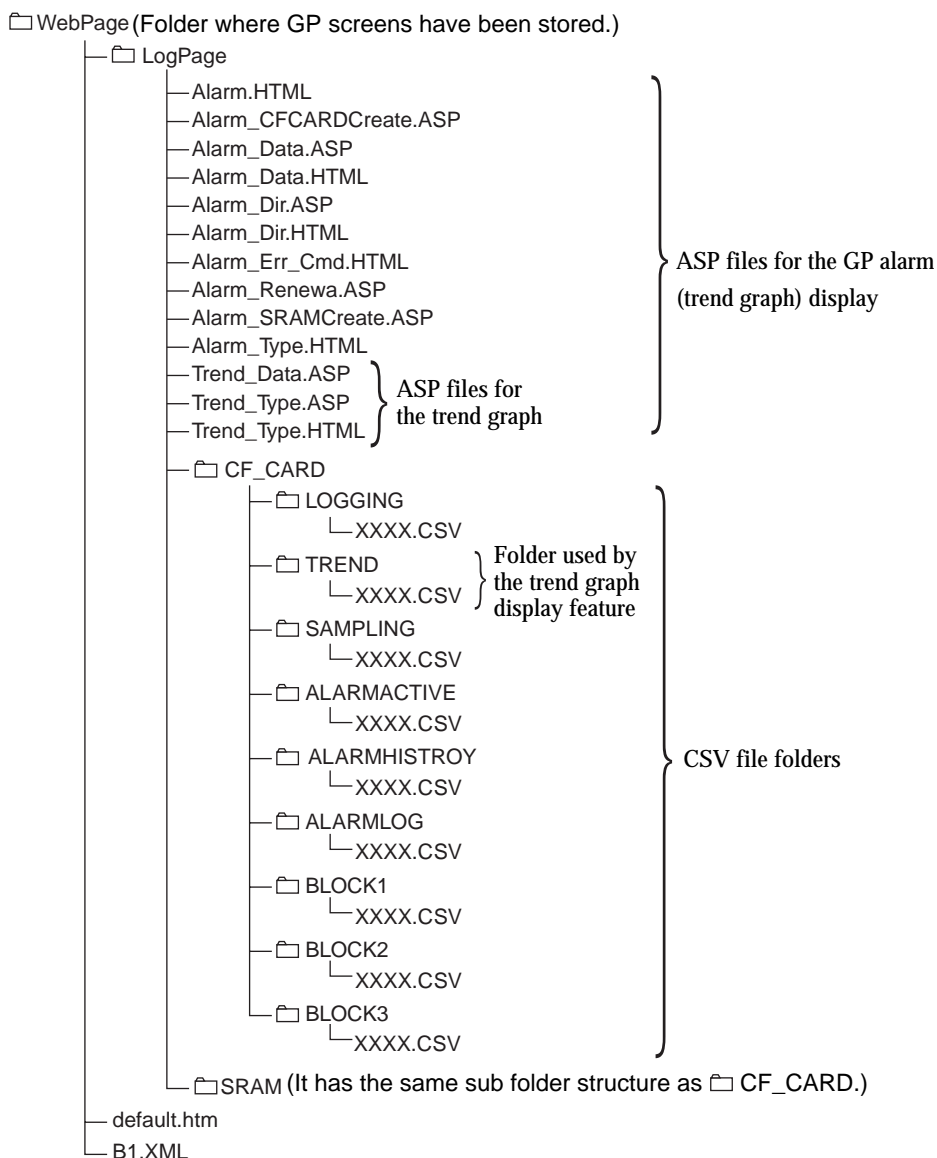 WebPage (Folder where GP screens have been stored.)
LogPage
Alarm.HTML
Alarm_CFCARDCreate.ASP
Alarm_Data.ASP
Alarm_Data.HTML
Alarm_Dir.ASP
Alarm_Dir.HTML
Alarm_Err_Cmd.HTML
Alarm_Renewa.ASP
Alarm_SRAMCreate.ASP
Alarm_Type.HTML
ASP files for the GP alarm
(trend graph) display
Trend_Data.ASP
Trend_Type.ASP
Trend_Type.HTML
ASP files for
the trend graph
CF_CARD
LOGGING
XXXX.CSV
TREND
XXXX.CSV
Folder used by
the trend graph
display feature
SAMPLING
XXXX.CSV
ALARMACTIVE
XXXX.CSV
ALARMHISTROY
XXXX.CSV
CSV file folders
ALARMLOG
XXXX.CSV
BLOCK1
XXXX.CSV
BLOCK2
XXXX.CSV
BLOCK3
XXXX.CSV
SRAM (It has the same sub folder structure as CF_CARD.)
default.htm
B1.XML